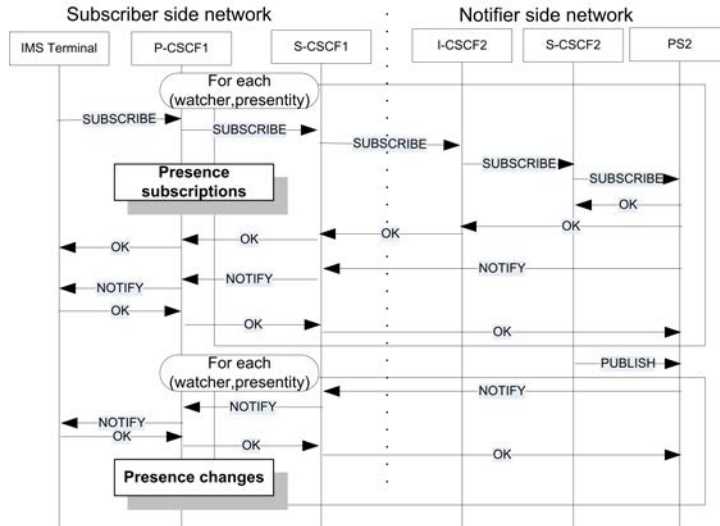 Subscriber side network
Notifier side network
IMS Terminal
P-CSCF1
S-CSCF1
I-CSCF2
S-CSCF2
PS2
For each
(watcher,presentity)
SUBSCRIBE
SUBSCRIBE
SUBSCRIBE
SUBSCRIBE
SUBSCRIBE
Presence
subscriptions
OK
OK
OK
OK
OK
NOTIFY
NOTIFY
NOTIFY
OK
OK
OK
For each
(watcher,presentity)
PUBLISH
NOTIFY
NOTIFY
NOTIFY
OK
OK
OK
Presence changes